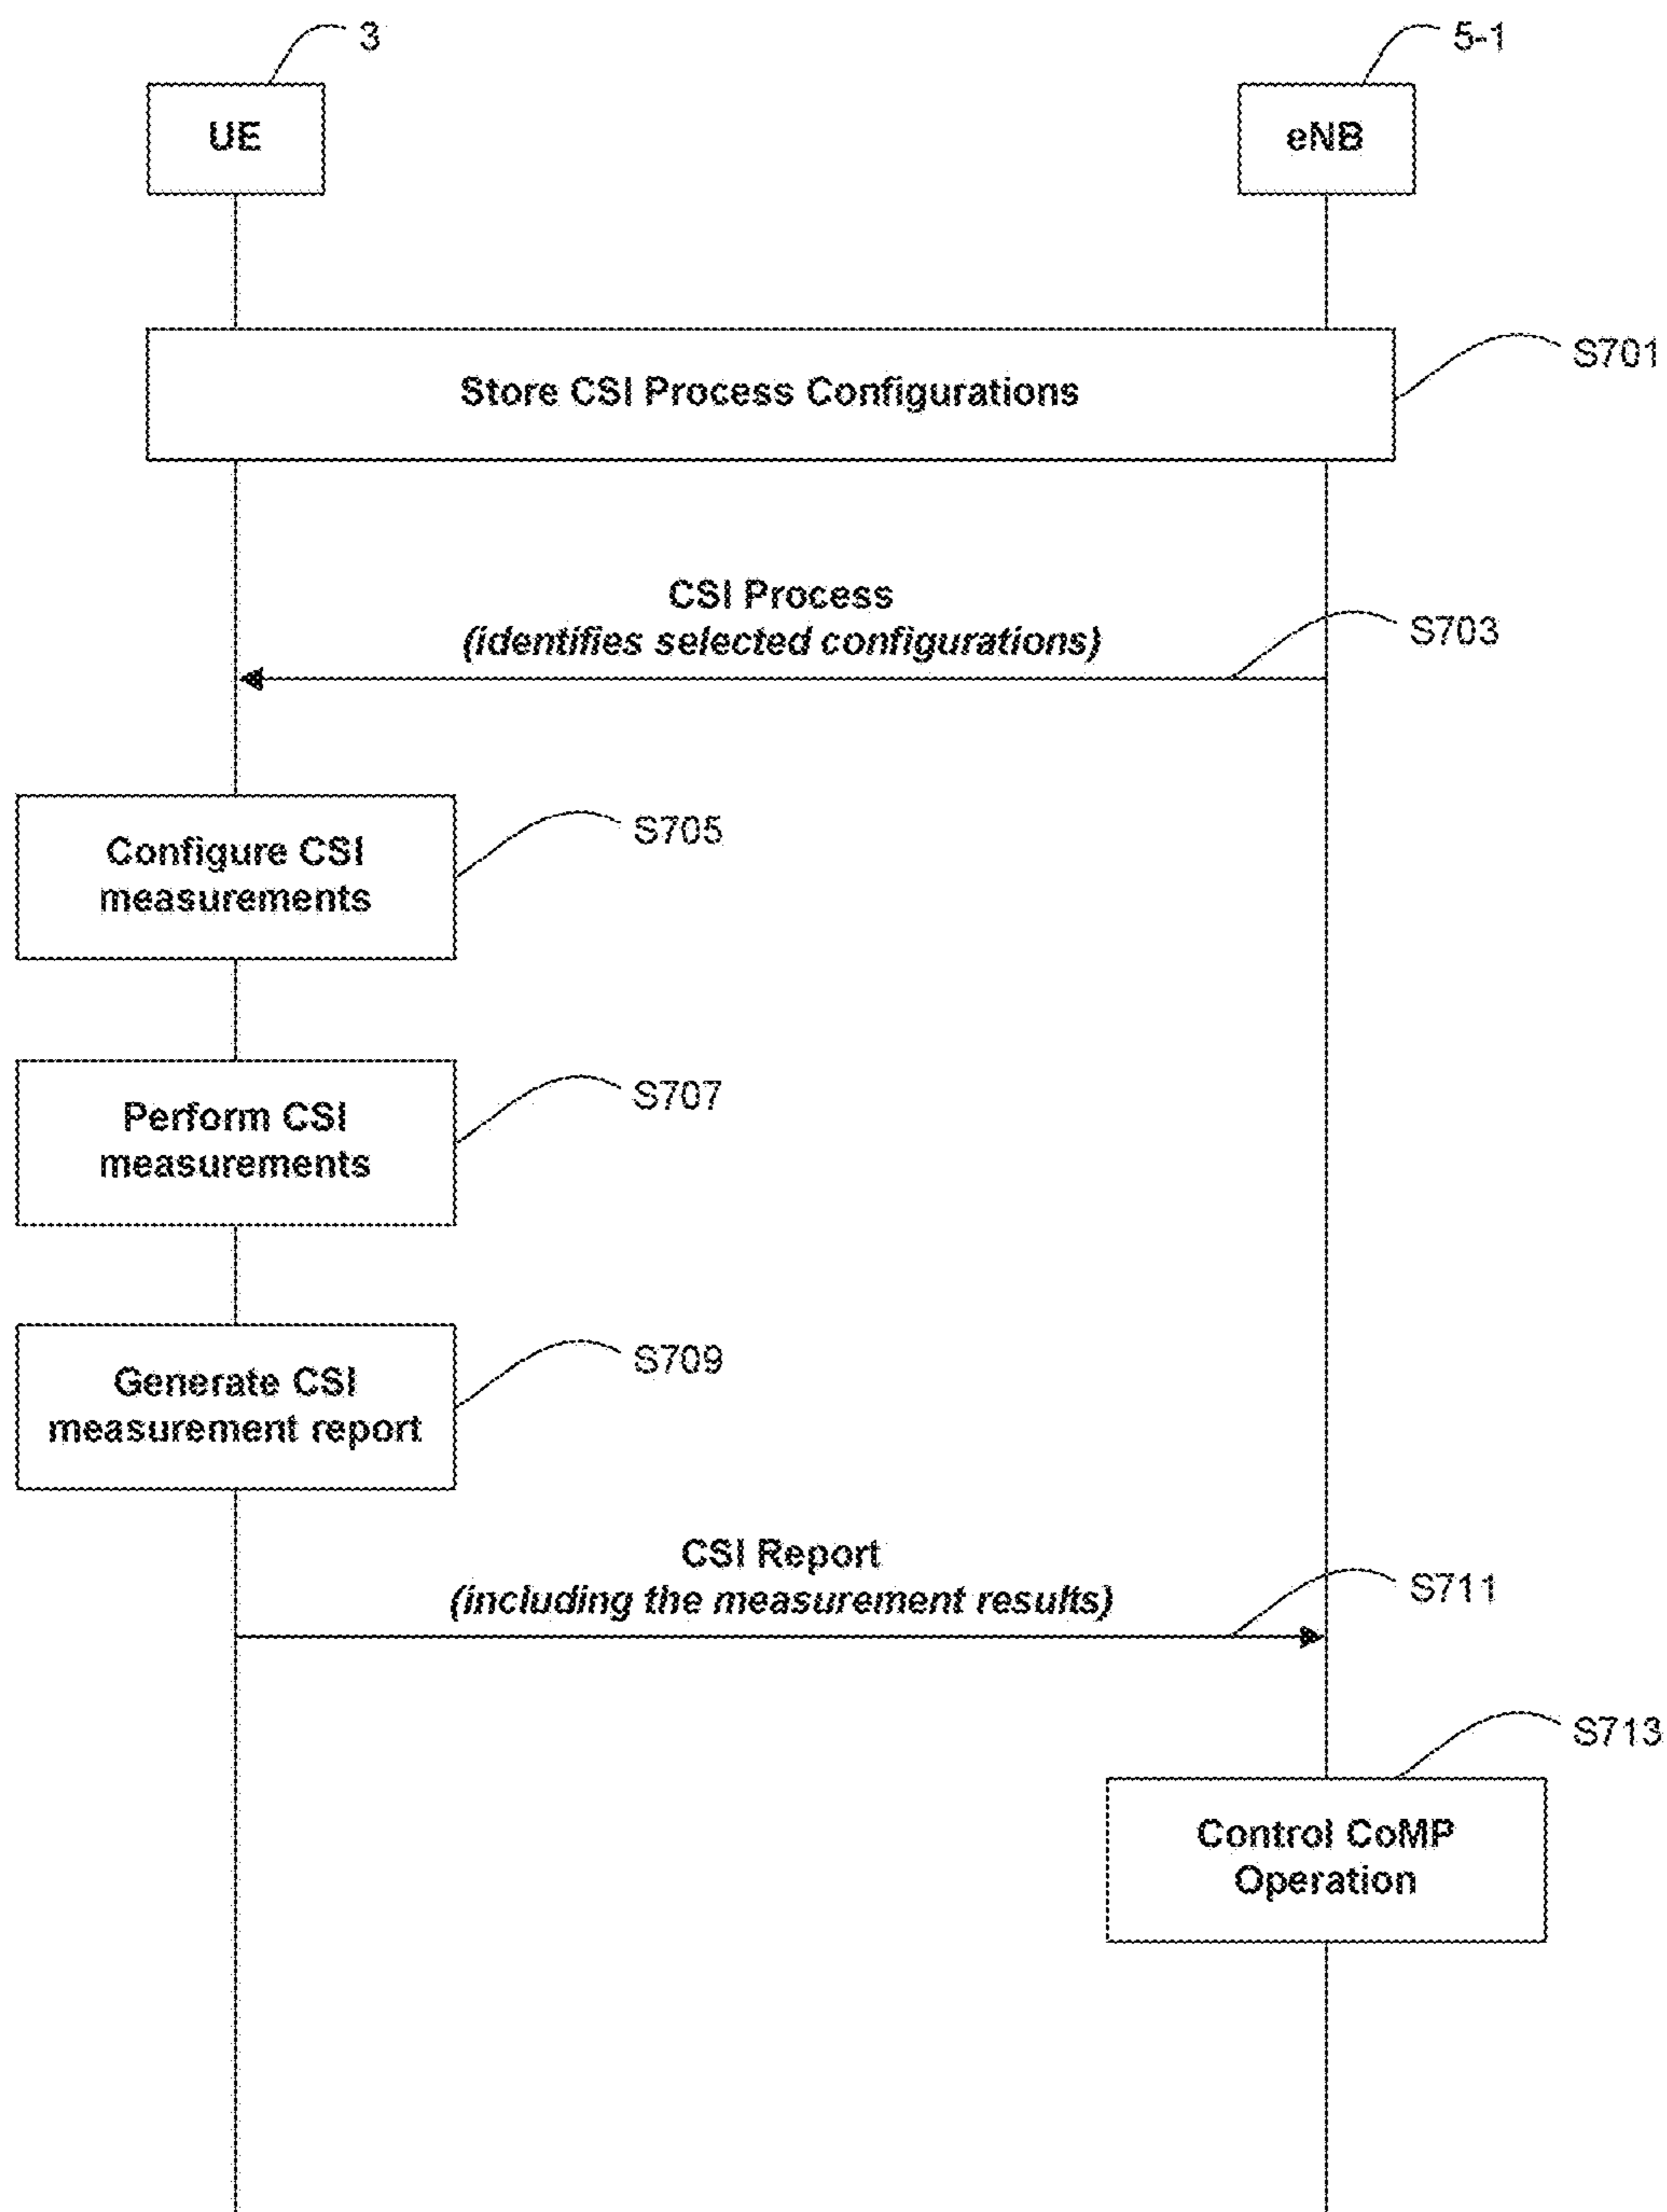 3
5-1
UE
eNB
Store CSI Process Configurations
S701
CSI Process
(identifies selected configurations)
S703
Configure CSI
measurements
S705
Perform CSI
measurements
S707
Generate CSI
measurement report
S709
CSI Report
(including the measurement results)
S711
S713
Control CoMP
Operation